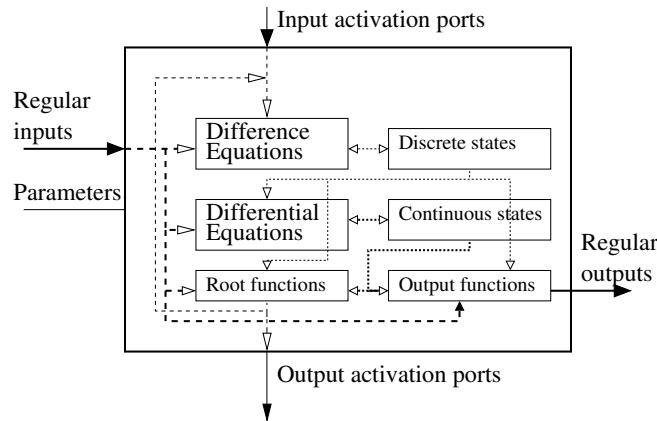 Input activation ports
Regular
inputs
Difference
Equations
Discrete states
Parameters
Differential
Equations
Continuous states
Regular
outputs
Root functions
Output functions
Output activation ports